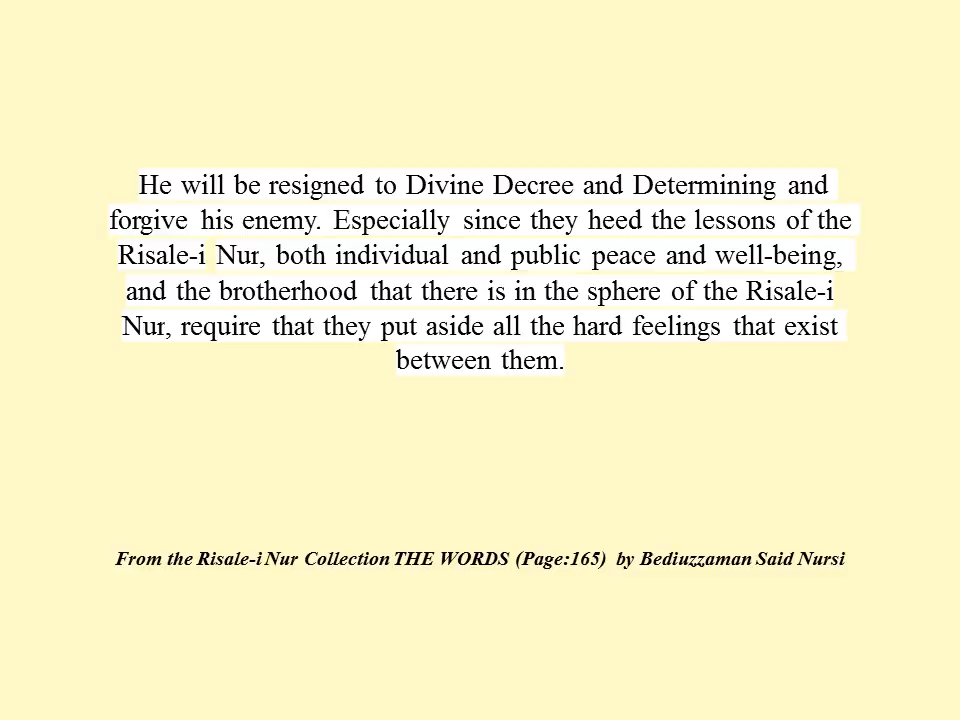 He will be resigned to Divine Decree and Determining and
forgive his enemy. Especially since they heed the lessons of the
Risale-i Nur, both individual and public peace and well-being,
and the brotherhood that there is in the sphere of the Risale-i
Nur, require that they put aside all the hard feelings that exist
between them.
From the Risale-i Nur Collection THE WORDS (Page:165) by Bediuzzaman Said Nursi